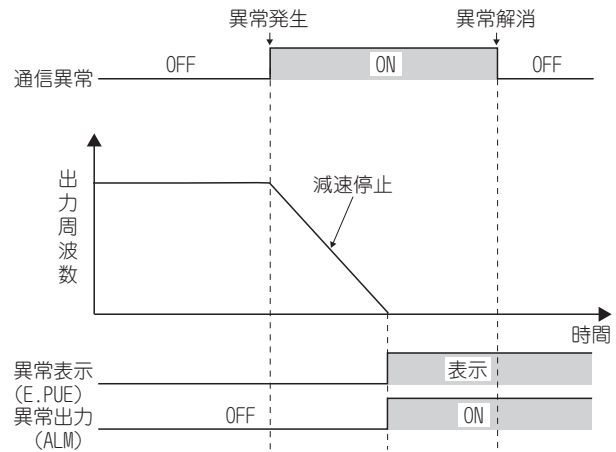 異常発生
異常解消
通信異常
OFF
ON
OFF
出力周波数
減速停止
時間
異常表示
(E.PUE)
表示
異常出力
(ALM)
OFF
ON